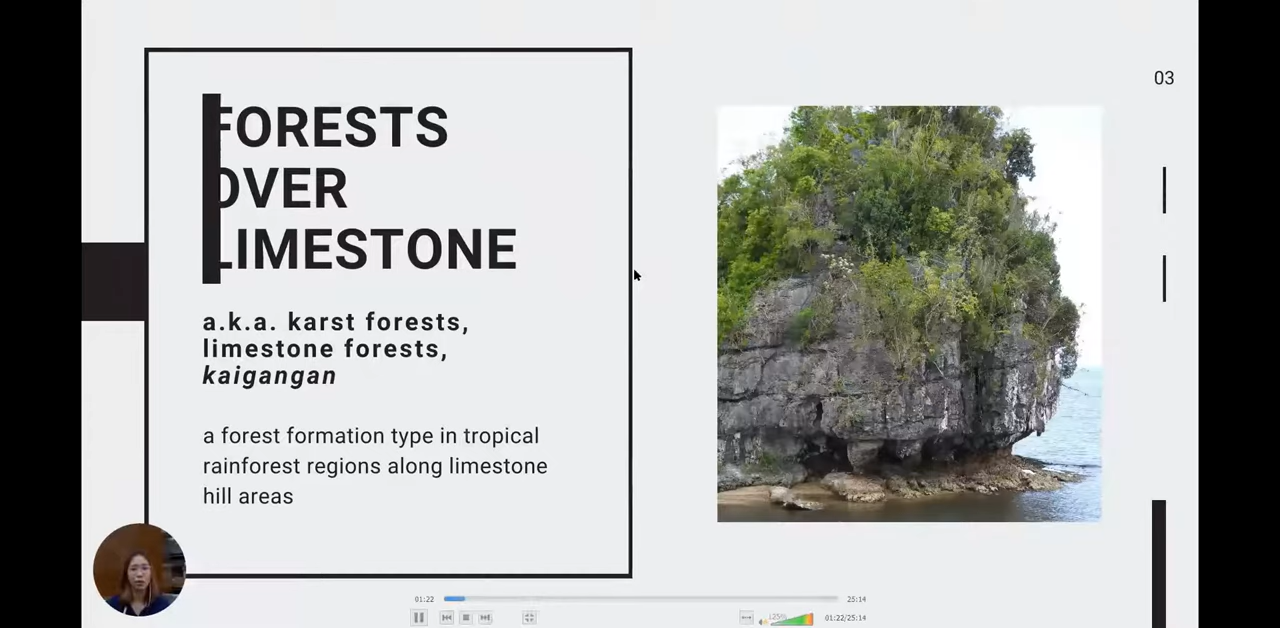 03
FORESTS
OVER
LIMESTONE
a.k.a. karst forests,
limestone forests,
kaigangan
a forest formation type in tropical
rainforest regions along limestone
hill areas
01:22
25:14
125%
01:22/25:14